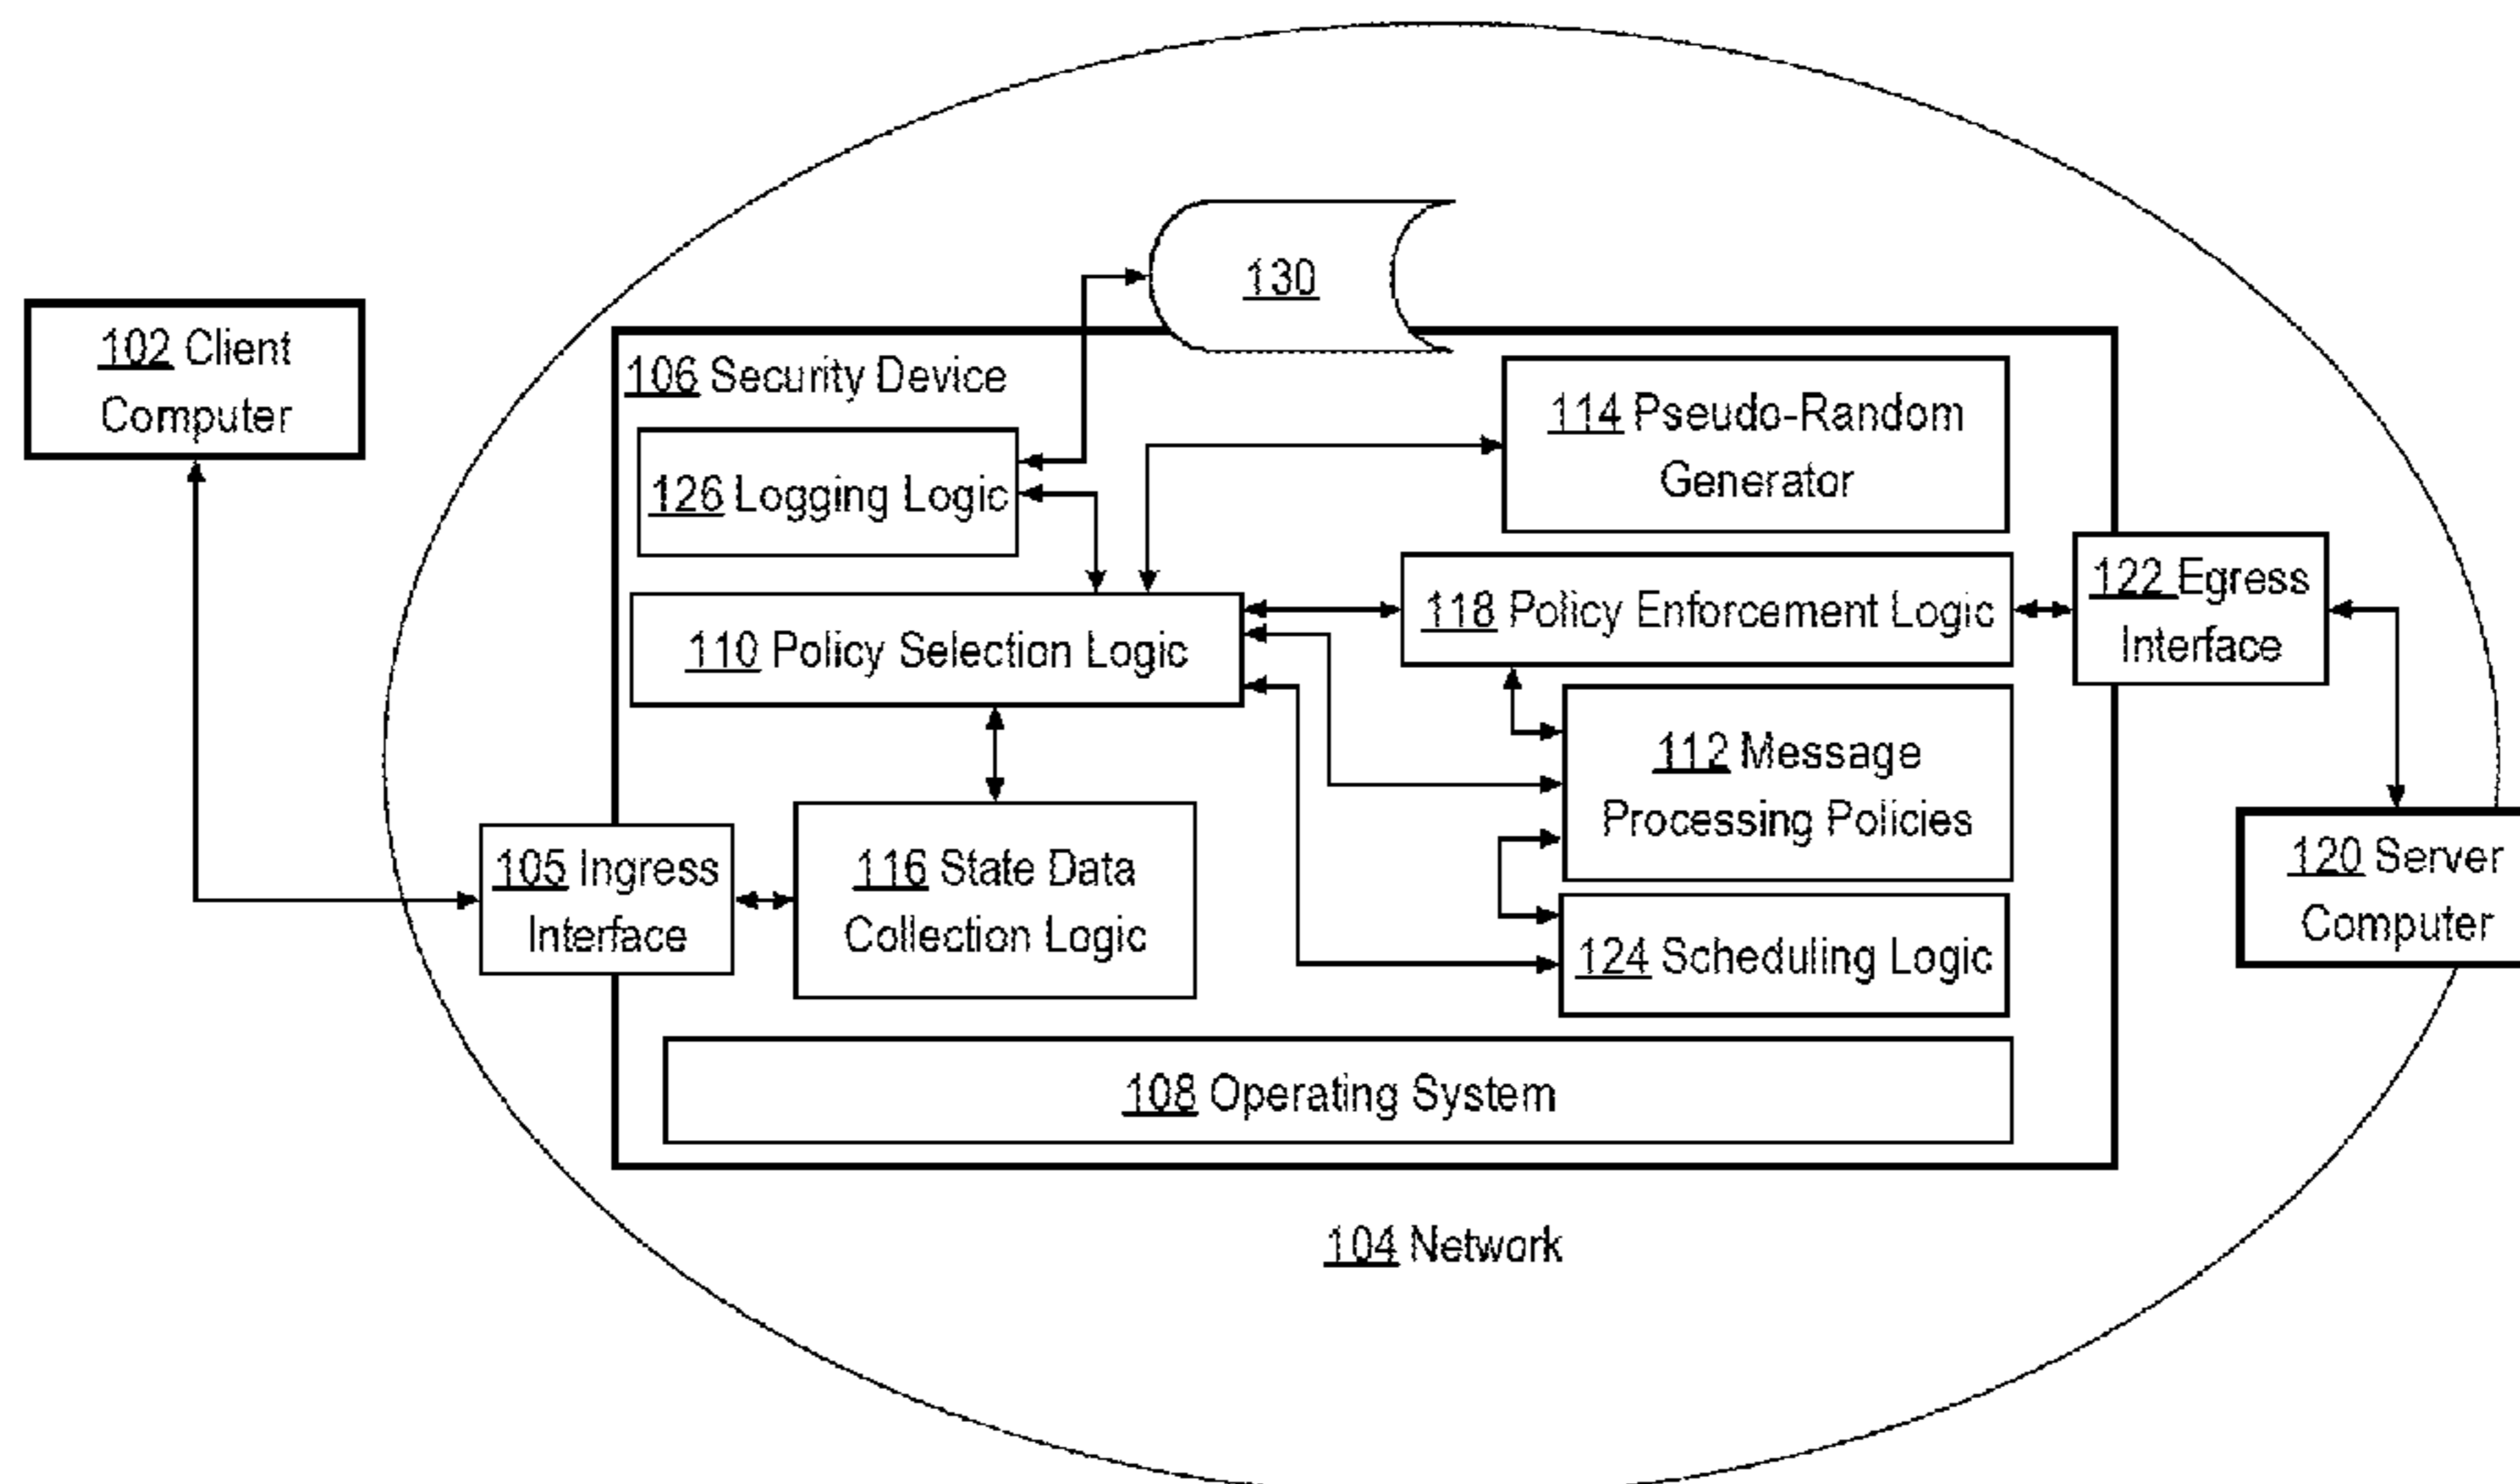 130
102 Client
Computer
106 Security Device
114 Pseudo-Random
Generator
126 Logging Logic
122 Egress
Interface
118 Policy Enforcement Logic
110 Policy Selection Logic
112 Message
Processing Policies
105 Ingress
Interface
116 State Data
Collection Logic
120 Server
Computer
124 Scheduling Logic
108 Operating System
104 Network